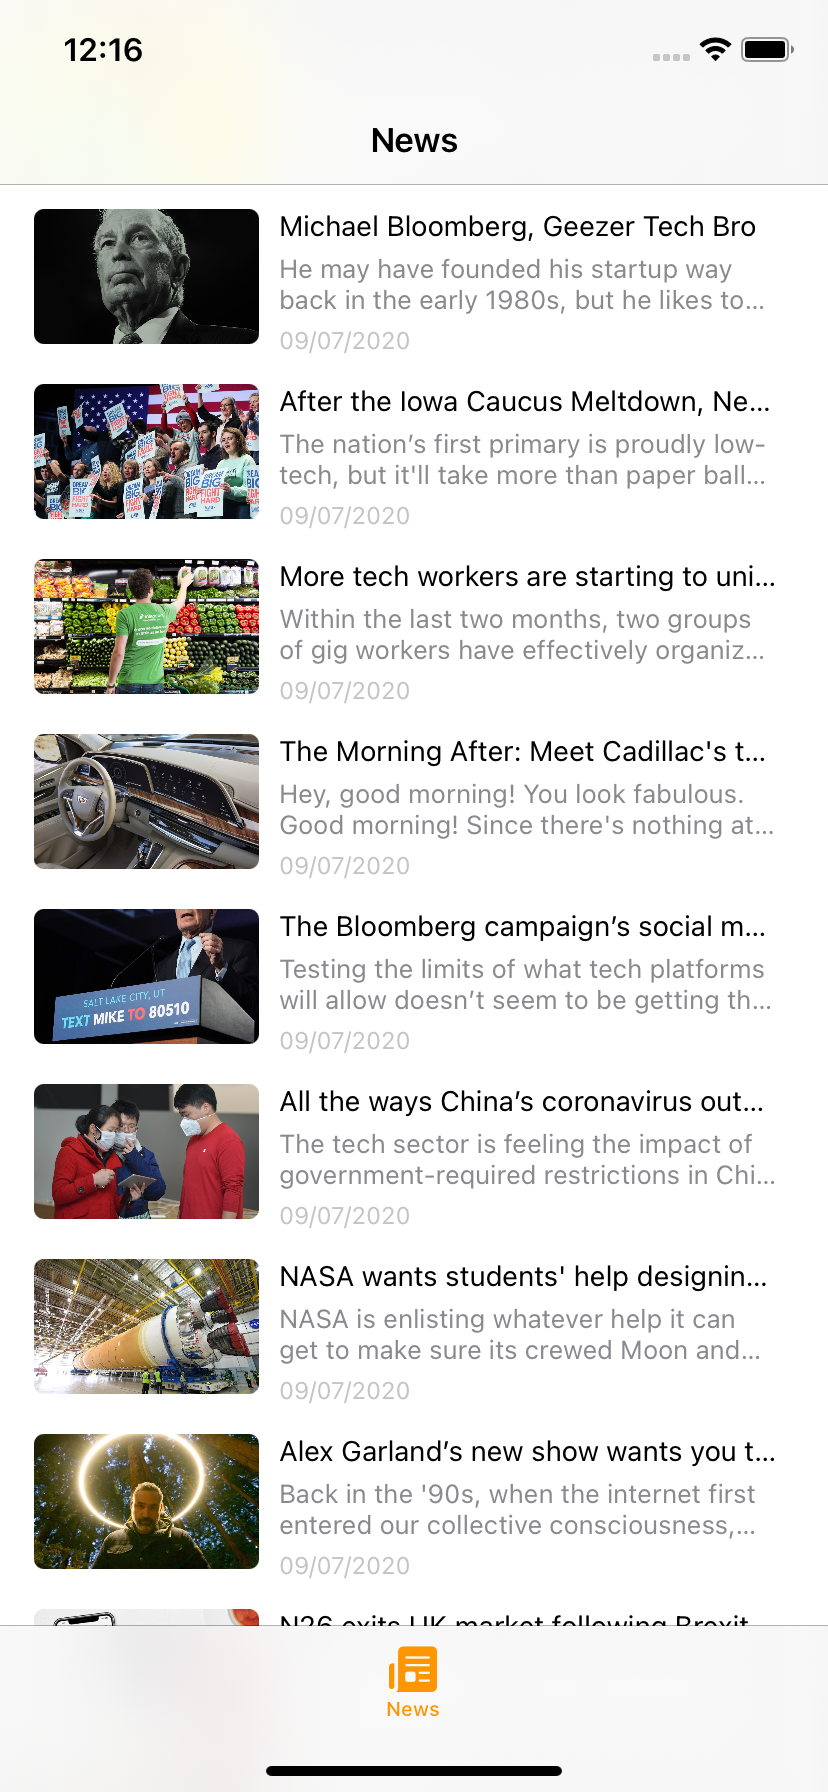 12:16
News
Michael Bloomberg, Geezer Tech Bro
He may have founded his startup way
back in the early 1980s, but he likes to...
09/07/2020
After the Iowa Caucus Meltdown, Ne...
The nation’s first primary is proudly low-
tech, but it'll take more than paper ball...
09/07/2020
More tech workers are starting to uni...
Within the last two months, two groups
of gig workers have effectively organiz...
09/07/2020
The Morning After: Meet Cadillac's t...
Hey, good morning! You look fabulous.
Good morning! Since there's nothing at...
09/07/2020
SALT LAKE CITY, UT
TEXT MIKE TO 80510
The Bloomberg campaign’s social m...
Testing the limits of what tech platforms
will allow doesn’t seem to be getting th...
09/07/2020
All the ways China’s coronavirus out...
The tech sector is feeling the impact of
government-required restrictions in Chi...
09/07/2020
NASA wants students' help designin...
NASA is enlisting whatever help it can
get to make sure its crewed Moon and...
09/07/2020
Alex Garland’s new show wants you t...
Back in the '90s, when the internet first
entered our collective consciousness,...
09/07/2020
N26 exits UK market following Brexit
News